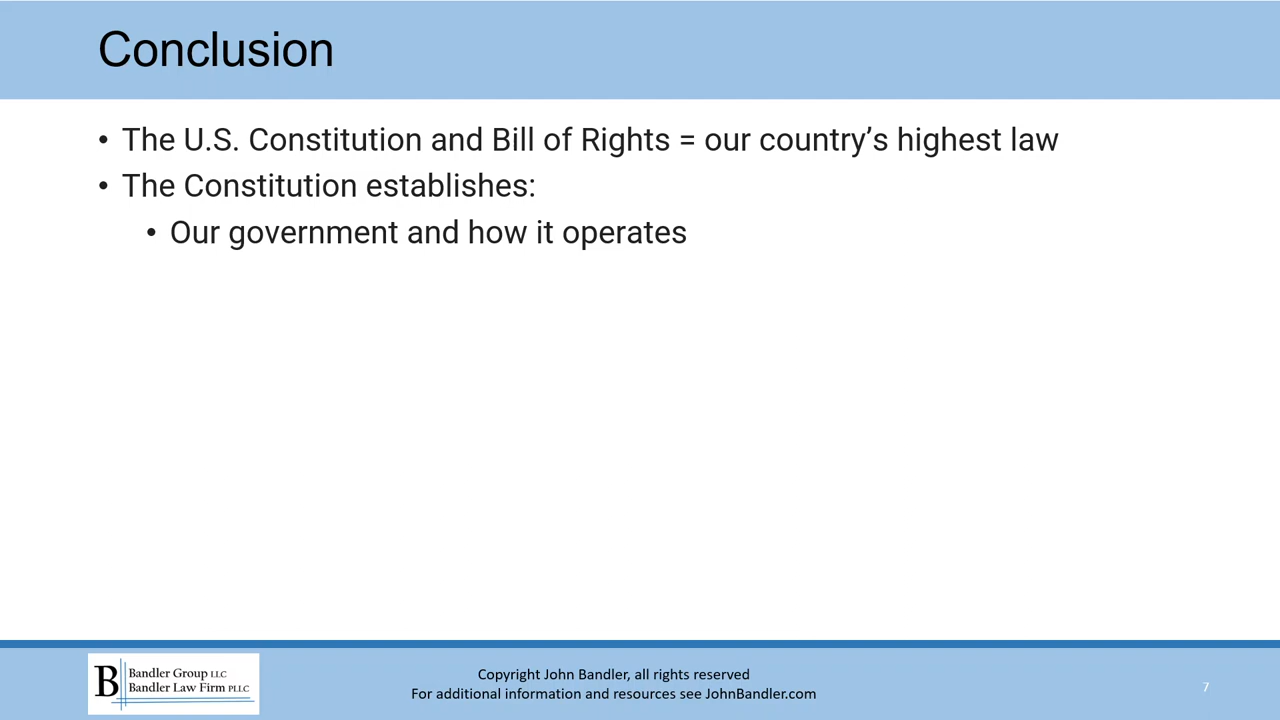 Conclusion
• The U.S. Constitution and Bill of Rights = our country’s highest law
• The Constitution establishes:
• Our government and how it operates
B Bandler Group LLC
Bandler Law Firm PLLC
Copyright John Bandler, all rights reserved
For additional information and resources see JohnBandler.com
7